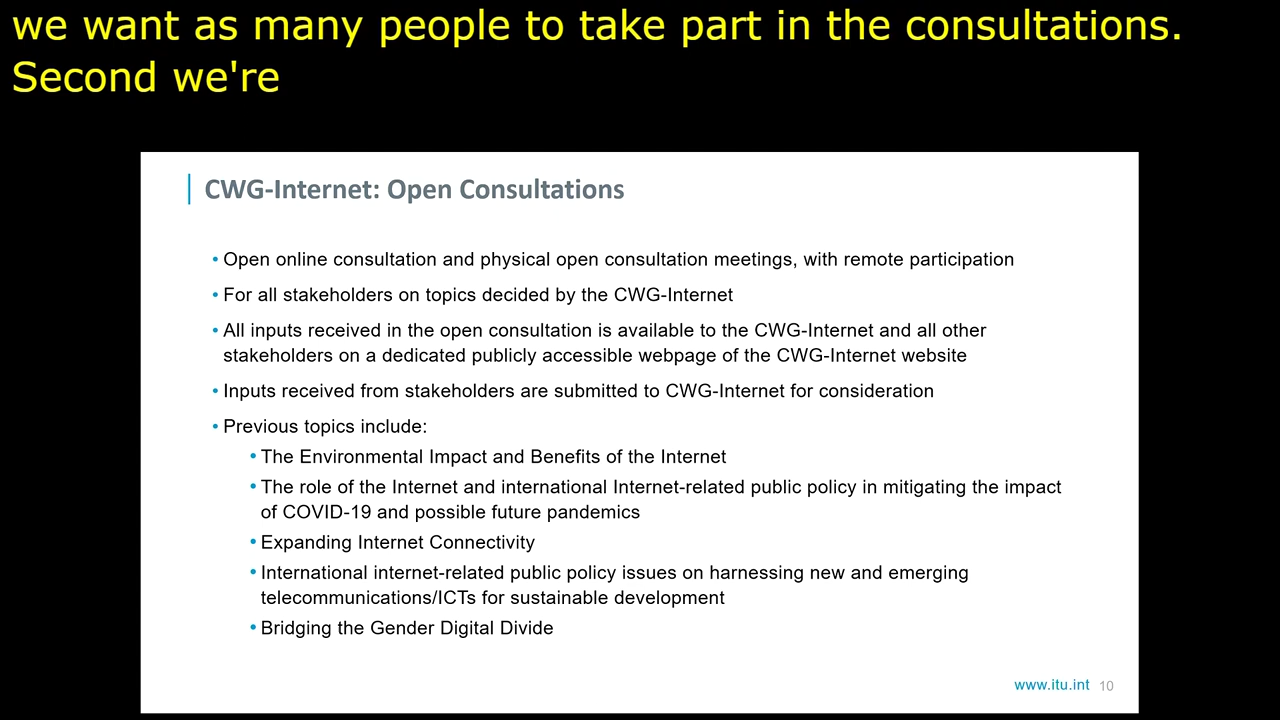 we want as many people to take part in the consultations.
Second we're
CWG-Internet: Open Consultations
• Open online consultation and physical open consultation meetings, with remote participation
• For all stakeholders on topics decided by the CWG-Internet
• All inputs received in the open consultation is available to the CWG-Internet and all other
stakeholders on a dedicated publicly accessible webpage of the CWG-Internet website
• Inputs received from stakeholders are submitted to CWG-Internet for consideration
• Previous topics include:
• The Environmental Impact and Benefits of the Internet
• The role of the Internet and international Internet-related public policy in mitigating the impact
of COVID-19 and possible future pandemics
• Expanding Internet Connectivity
• International internet-related public policy issues on harnessing new and emerging
telecommunications/ICTs for sustainable development
• Bridging the Gender Digital Divide
www.itu.int 10